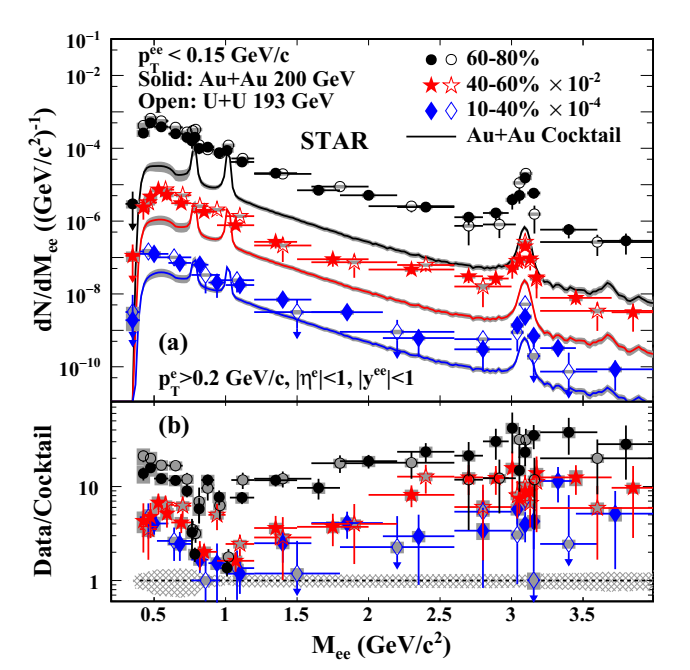 p_T^ee < 0.15 GeV/c
Solid: Au+Au 200 GeV
Open: U+U 193 GeV
60-80%
40-60% × 10^-2
10-40% × 10^-4
Au+Au Cocktail
STAR
dN/dM_ee ((GeV/c²)^-1)
10^-1
10^-2
10^-4
10^-6
10^-8
10^-10
(a)
p_T^e>0.2 GeV/c, |η^e|<1, |y^ee|<1
(b)
Data/Cocktail
10
1
0.5 1 1.5 2 2.5 3 3.5
M_ee (GeV/c²)